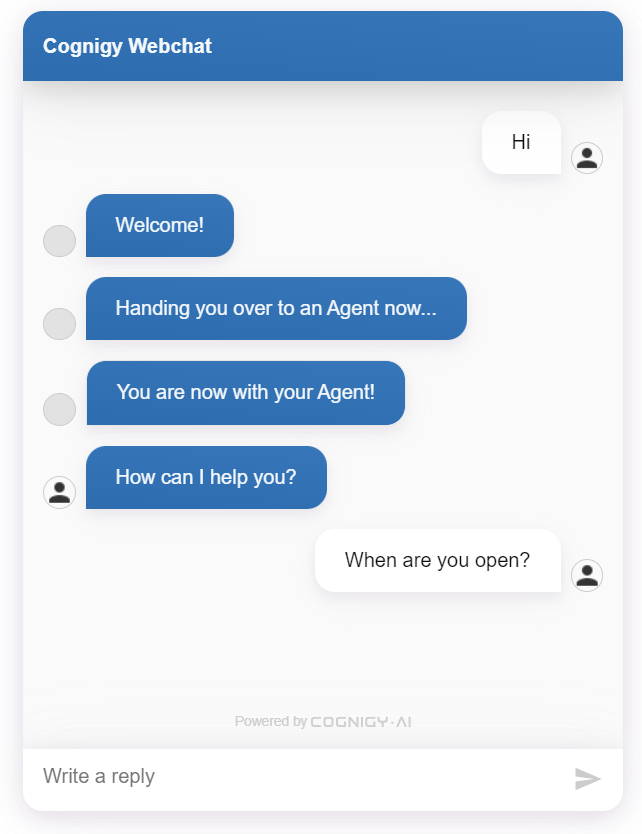 Cognigy Webchat
Hi
Welcome!
Handing you over to an Agent now...
You are now with your Agent!
How can I help you?
When are you open?
Powered by COGNIGY·AI
Write a reply